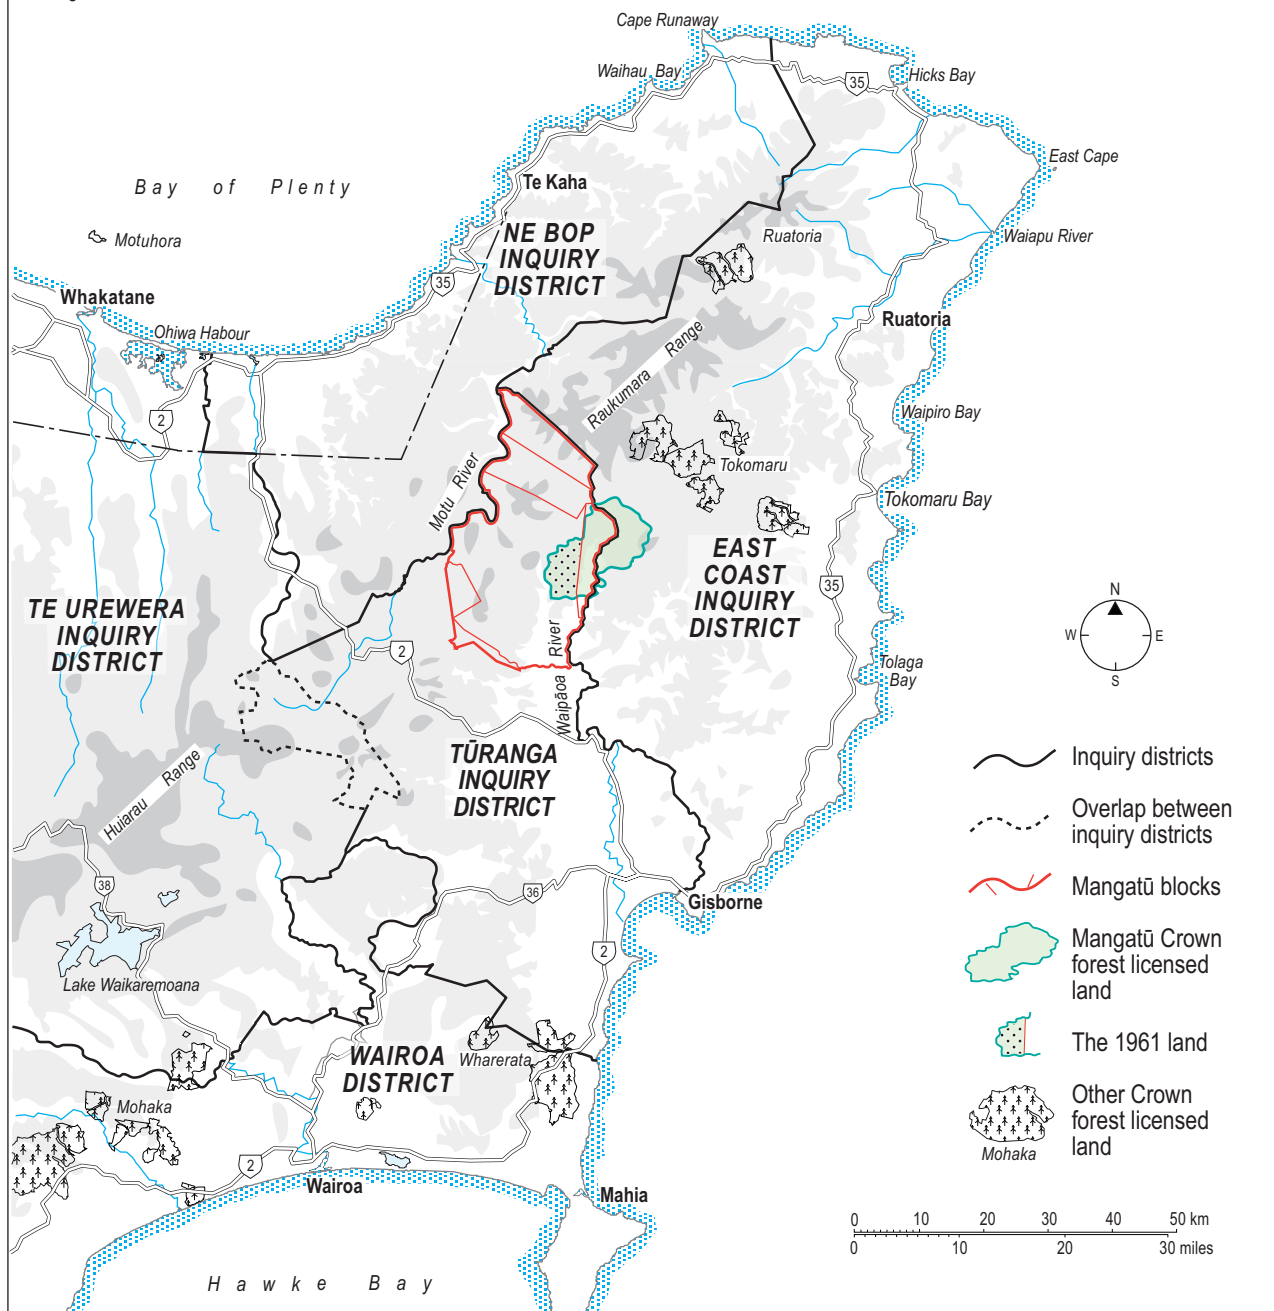 Cape Runaway
Waihau Bay
35
Hicks Bay
East Cape
Bay of Plenty
Te Kaha
Motuhora
NE BOP
INQUIRY
DISTRICT
Ruatoria
Waiapu River
35
Whakatane
Ohiwa Habour
Ruatoria
Raukumara Range
2
Waipiro Bay
Motu River
Tokomaru
Tokomaru Bay
EAST
COAST
INQUIRY
DISTRICT
35
TE UREWERA
INQUIRY
DISTRICT
N
W
E
S
2
Waipāoa River
Tolaga
Bay
TŪRANGA
INQUIRY
DISTRICT
Huiarau Range
Inquiry districts
Overlap between
inquiry districts
38
36
Mangatū blocks
Gisborne
2
Mangatū Crown
forest licensed
land
Lake Waikaremoana
The 1961 land
WAIROA
DISTRICT
Wharerata
Mohaka
Other Crown
forest licensed
land
Mohaka
2
Wairoa
Mahia
0 10 20 30 40 50 km
0 10 20 30 miles
Hawke Bay